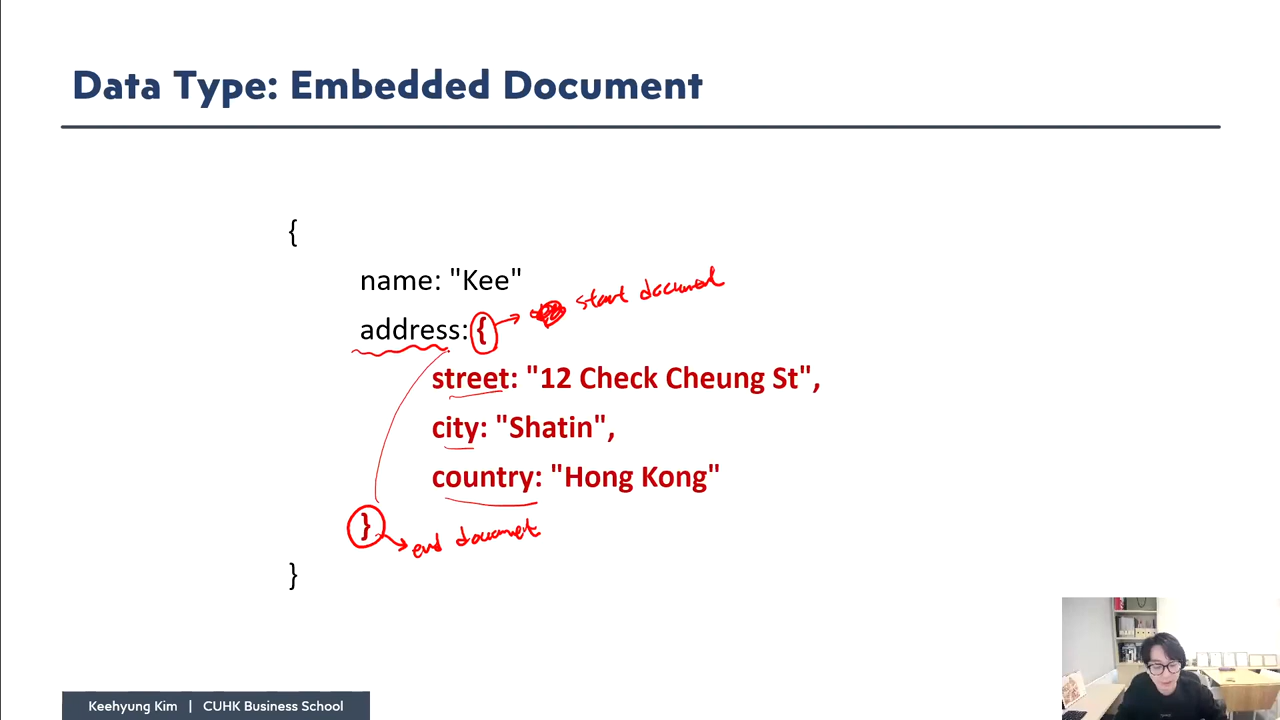 Data Type: Embedded Document
{
name: "Kee"
start document
address: {
street: "12 Check Cheung St",
city: "Shatin",
country: "Hong Kong"
}
end document
}
Keehyung Kim | CUHK Business School